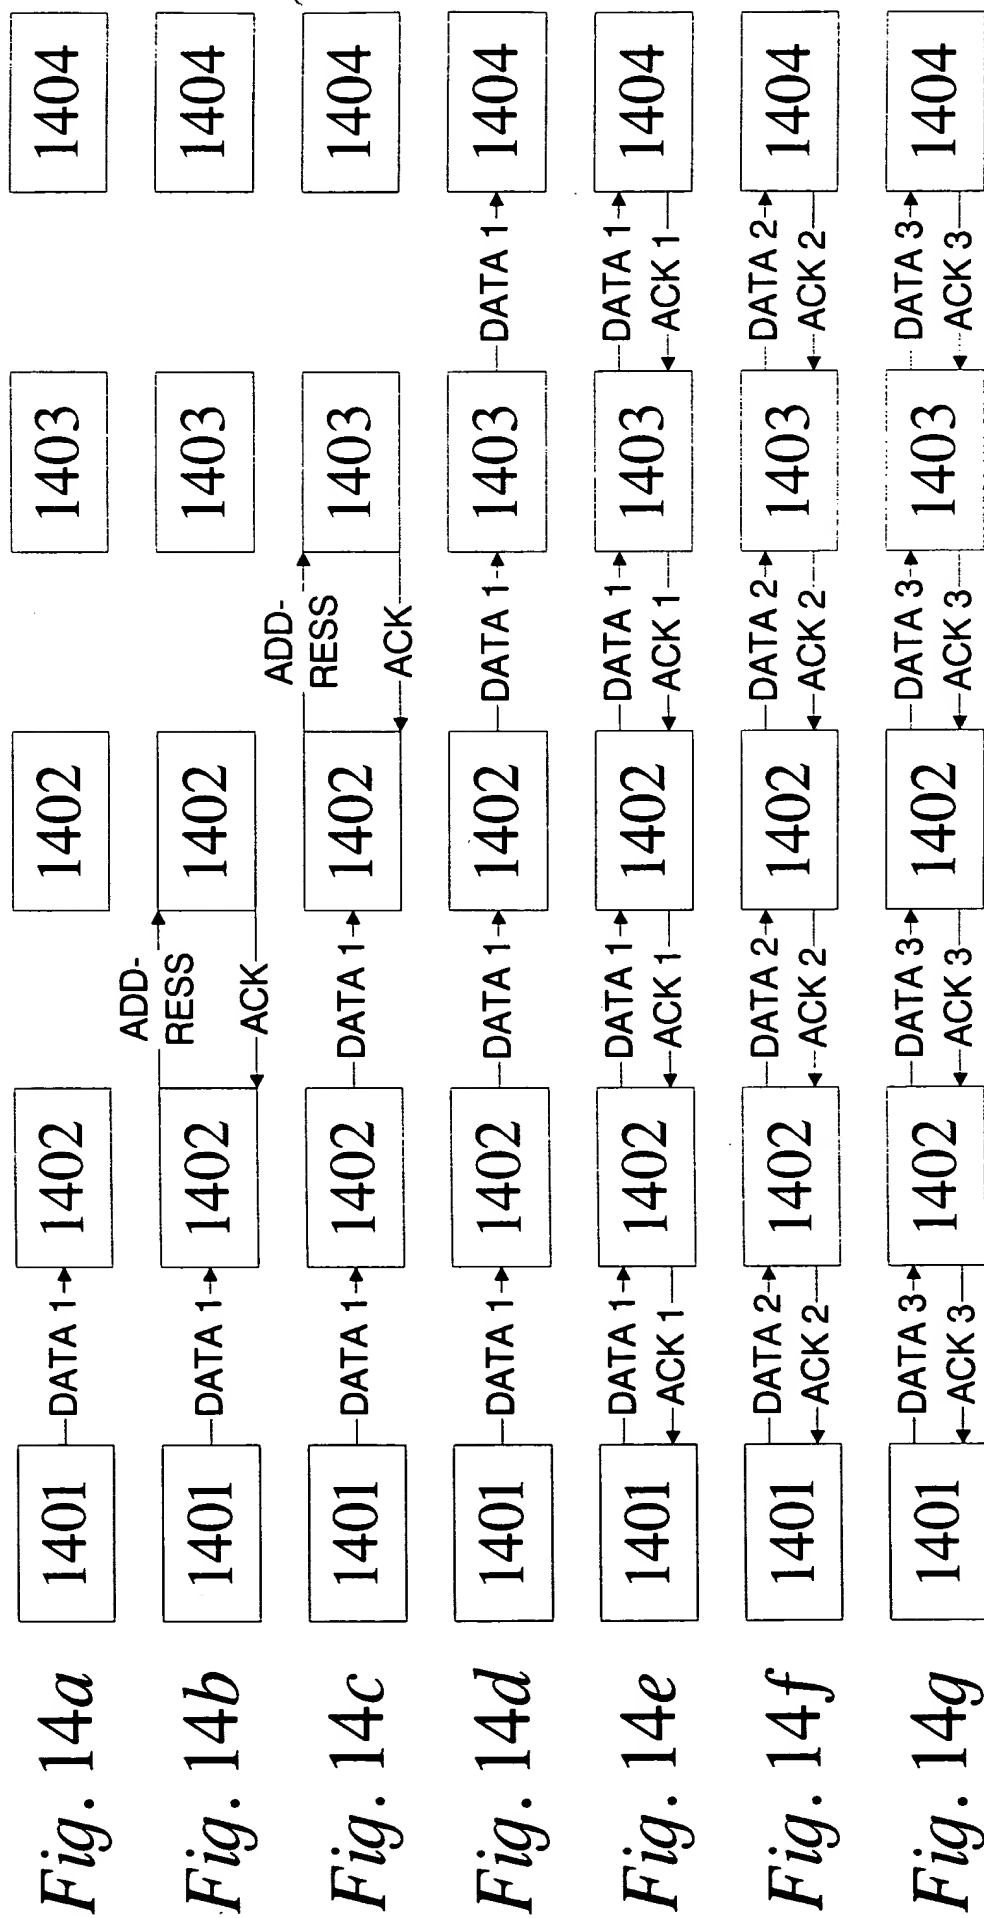 Fig. 14a 1401 DATA 1 1402 1402 1403 1404
Fig. 14b 1401 DATA 1 1402 ADD-
RESS
ACK 1402 1403 1404
Fig. 14c 1401 DATA 1 1402 DATA 1 1402 ADD-
RESS
ACK 1403 1404
Fig. 14d 1401 DATA 1 1402 DATA 1 1402 DATA 1 1403 DATA 1 1404
Fig. 14e 1401 DATA 1 1402 DATA 1 1402 DATA 1 1403 DATA 1 1404
ACK 1 ACK 1 ACK 1 ACK 1
Fig. 14f 1401 DATA 2 1402 DATA 2 1402 DATA 2 1403 DATA 2 1404
ACK 2 ACK 2 ACK 2 ACK 2
Fig. 14g 1401 DATA 3 1402 DATA 3 1402 DATA 3 1403 DATA 3 1404
ACK 3 ACK 3 ACK 3 ACK 3